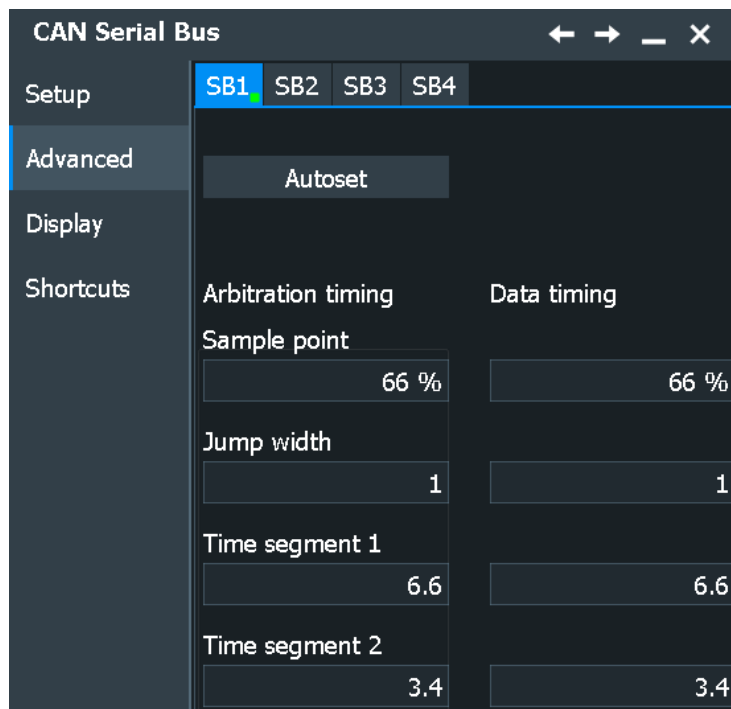 CAN Serial Bus
Setup
Advanced
Display
Shortcuts
SB1 SB2 SB3 SB4
Autoset
Arbitration timing Data timing
Sample point
66 % 66 %
Jump width
1 1
Time segment 1
6.6 6.6
Time segment 2
3.4 3.4